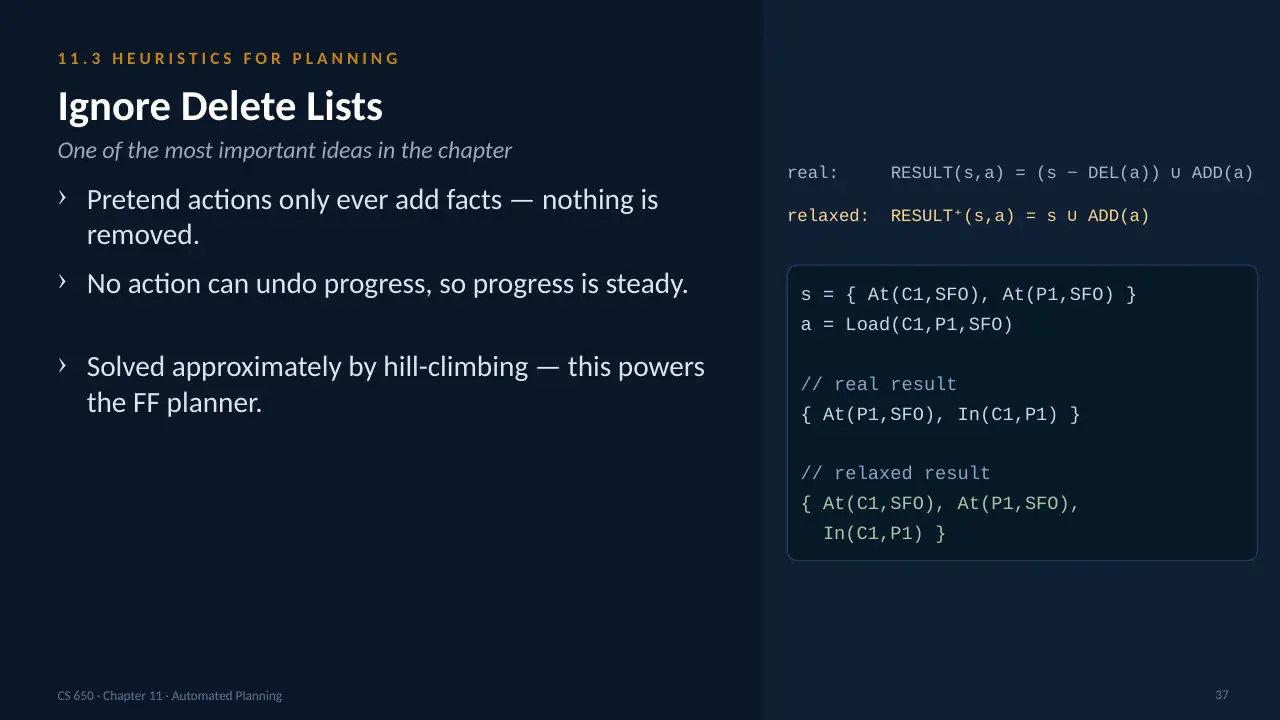 11.3 HEURISTICS FOR PLANNING
Ignore Delete Lists
One of the most important ideas in the chapter
› Pretend actions only ever add facts — nothing is
removed.
› No action can undo progress, so progress is steady.
› Solved approximately by hill-climbing — this powers
the FF planner.
real: RESULT(s,a) = (s − DEL(a)) ∪ ADD(a)
relaxed: RESULT⁺(s,a) = s ∪ ADD(a)
s = { At(C1,SFO), At(P1,SFO) }
a = Load(C1,P1,SFO)
// real result
{ At(P1,SFO), In(C1,P1) }
// relaxed result
{ At(C1,SFO), At(P1,SFO),
In(C1,P1) }
CS 650 · Chapter 11 · Automated Planning
37